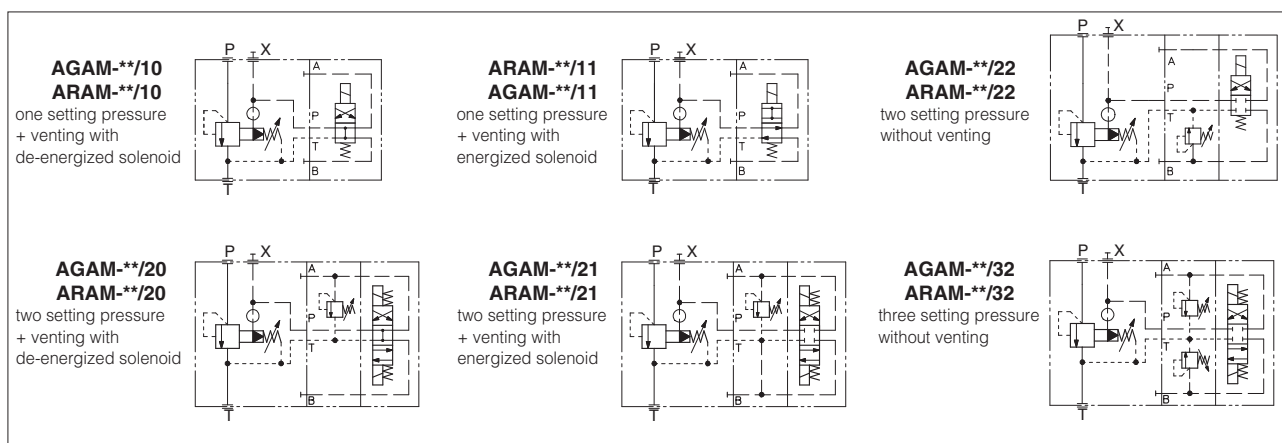 AGAM-**/10
ARAM-**/10
one setting pressure
+ venting with
de-energized solenoid
P X
A
P
T
B
T
ARAM-**/11
AGAM-**/11
one setting pressure
+ venting with
energized solenoid
P X
A
P
T
B
T
AGAM-**/22
ARAM-**/22
two setting pressure
without venting
P X
A
P
T
B
T
AGAM-**/20
ARAM-**/20
two setting pressure
+ venting with
de-energized solenoid
P X
A
P
T
B
T
AGAM-**/21
ARAM-**/21
two setting pressure
+ venting with
energized solenoid
P X
A
P
T
B
T
AGAM-**/32
ARAM-**/32
three setting pressure
without venting
P X
A
P
T
B
T